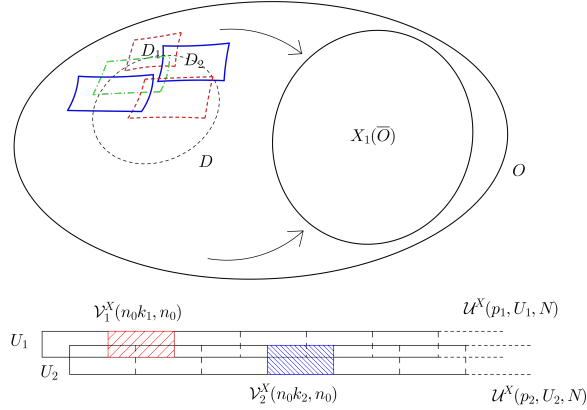 D₁
D₂
X₁(O̅)
D
O
𝒱₁ˣ(n₀k₁, n₀)
𝒰ˣ(p₁, U₁, N)
U₁
U₂
𝒱₂ˣ(n₀k₂, n₀)
𝒰ˣ(p₂, U₂, N)